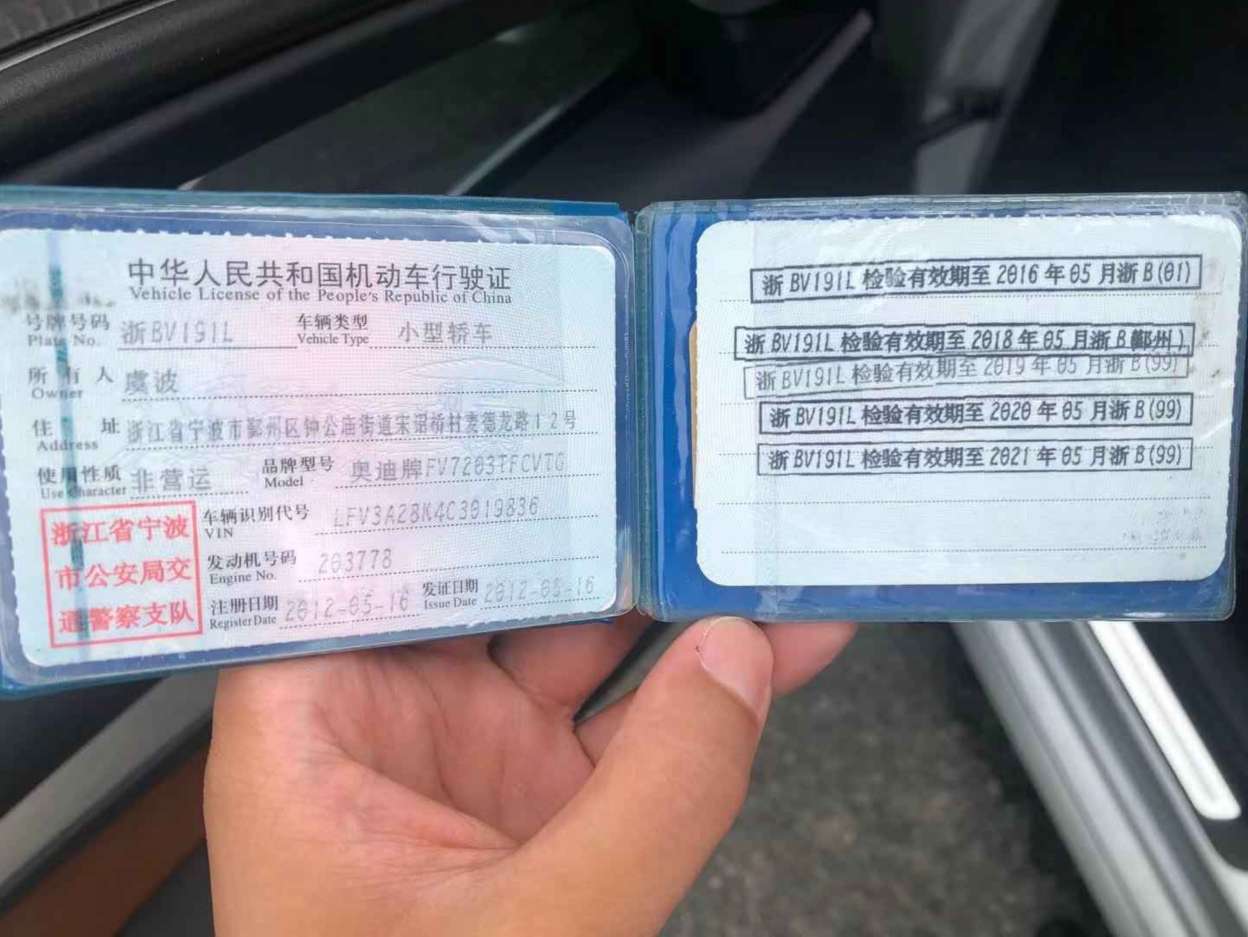 中华人民共和国机动车行驶证
Vehicle License of the People's Republic of China
号牌号码 浙BV191L 车辆类型 小型轿车
Plate No. Vehicle Type
所有人 虞波
Owner
住址 浙江省宁波市鄞州区钟公庙街道宋诏桥村麦德龙路12号
Address
使用性质 非营运 品牌型号 奥迪牌FV7203TFCVTG
Use Character Model
浙江省宁波
市公安局交
通警察支队
车辆识别代号 LFV3A28K4C3019836
VIN
发动机号码 203778
Engine No.
注册日期 2012-05-16 发证日期 2012-05-16
Register Date Issue Date
浙BV191L 检验有效期至2016年05月浙B(01)
浙BV191L 检验有效期至2018年05月浙B(鄞州)
浙BV191L 检验有效期至2019年05月浙B(99)
浙BV191L 检验有效期至2020年05月浙B(99)
浙BV191L 检验有效期至2021年05月浙B(99)